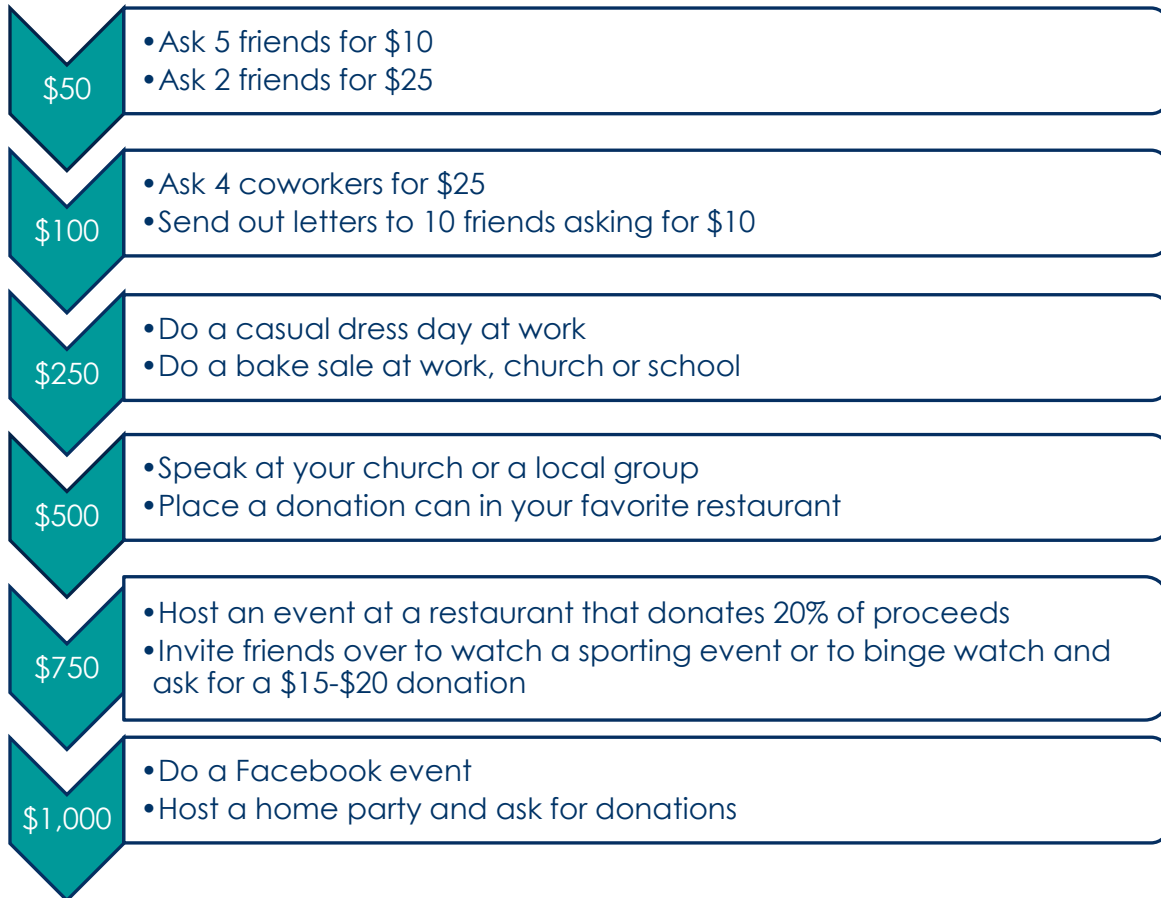 $50
•Ask 5 friends for $10
•Ask 2 friends for $25
$100
•Ask 4 coworkers for $25
•Send out letters to 10 friends asking for $10
$250
•Do a casual dress day at work
•Do a bake sale at work, church or school
$500
•Speak at your church or a local group
•Place a donation can in your favorite restaurant
$750
•Host an event at a restaurant that donates 20% of proceeds
•Invite friends over to watch a sporting event or to binge watch and
ask for a $15-$20 donation
$1,000
•Do a Facebook event
•Host a home party and ask for donations